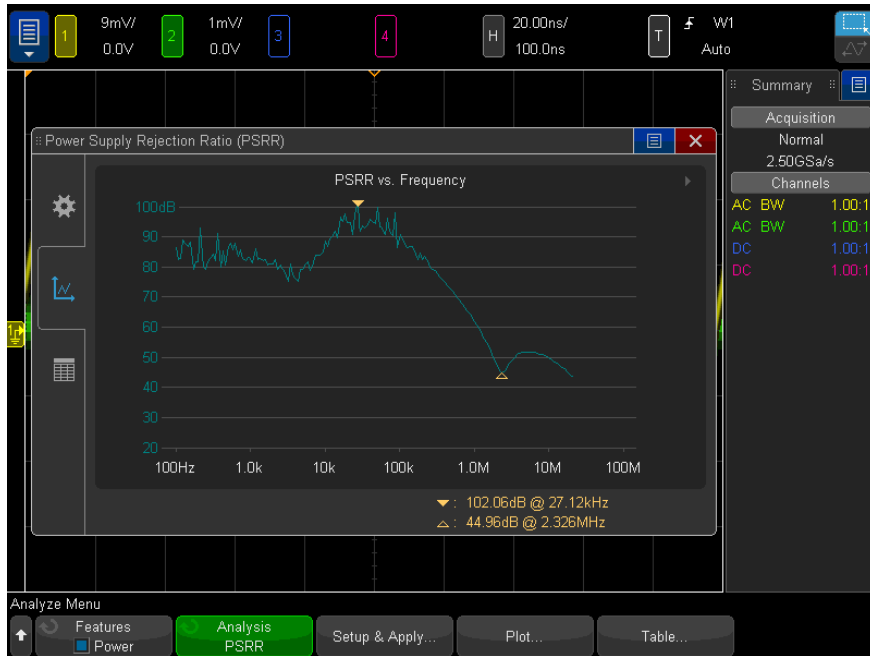 1 9mV/ 2 1mV/ 3 4 H 20.00ns/ T W1
0.0V 0.0V 100.0ns Auto
Summary
Acquisition
Normal
2.50GSa/s
Channels
AC BW 1.00:1
AC BW 1.00:1
DC 1.00:1
DC 1.00:1
Power Supply Rejection Ratio (PSRR)
PSRR vs. Frequency
100dB
90
80
70
60
50
40
30
20
100Hz 1.0k 10k 100k 1.0M 10M 100M
: 102.06dB @ 27.12kHz
: 44.96dB @ 2.326MHz
1
Analyze Menu
Features
Power
Analysis
PSRR
Setup & Apply...
Plot...
Table...